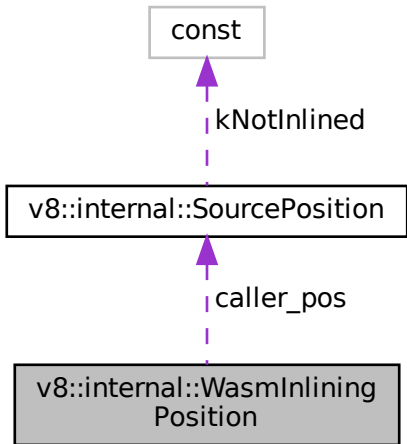 const
kNotInlined
v8::internal::SourcePosition
caller_pos
v8::internal::WasmInlining
Position